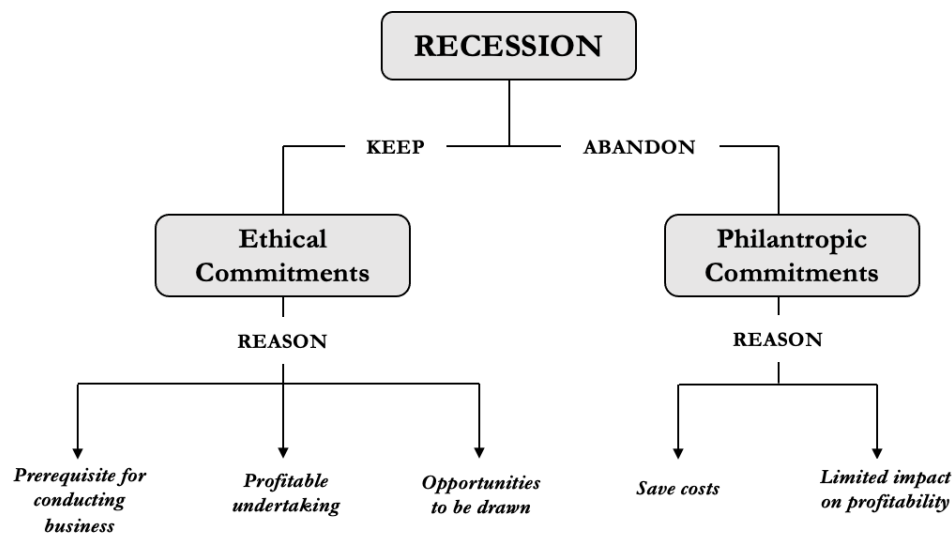 RECESSION
KEEP
ABANDON
Ethical
Commitments
Philantropic
Commitments
REASON
REASON
Prerequisite for
conducting
business
Profitable
undertaking
Opportunities
to be drawn
Save costs
Limited impact
on profitability